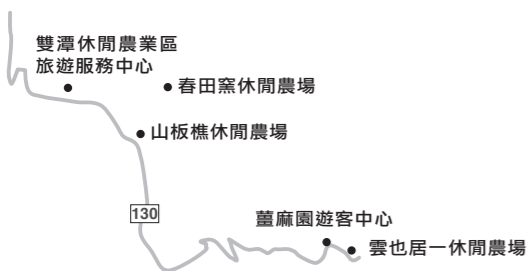 雙潭休閒農業區
旅遊服務中心
春田窯休閒農場
山板樵休閒農場
130
薑麻園遊客中心
雲也居一休閒農場